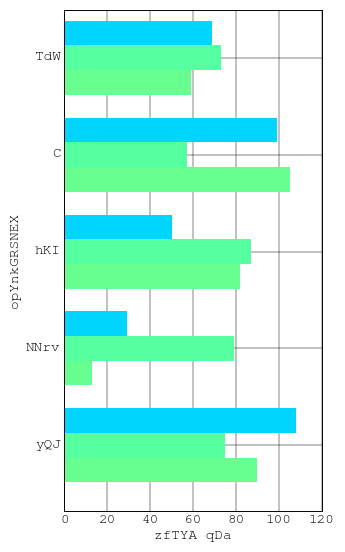 TdW
C
hKI
NNrv
yQJ
opYnkGRSNEX
0 20 40 60 80 100 120
zfTYA qDa